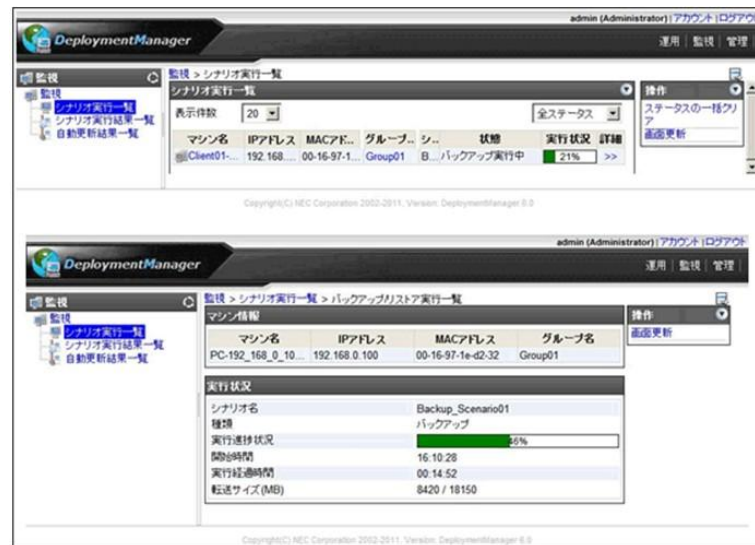 admin (Administrator) | アカウント | ログアウト
DeploymentManager
運用 | 監視 | 管理
監視
監視 > シナリオ実行一覧
監視
シナリオ実行一覧
シナリオ実行結果一覧
自動更新結果一覧
シナリオ実行一覧
表示件数 20 全ステータス
マシン名 IPアドレス MACアド... グループ... シ... 状態 実行状況 詳細
Client01-... 192.168.... 00-16-97-1... Group01 B... バックアップ実行中 21% >>
操作
ステータスの一括クリア
画面更新
Copyright(C) NEC Corporation 2002-2011. Version: DeploymentManager 6.0
admin (Administrator) | アカウント | ログアウト
DeploymentManager
運用 | 監視 | 管理
監視
監視
シナリオ実行一覧
シナリオ実行結果一覧
自動更新結果一覧
監視 > シナリオ実行一覧 > バックアップ/リストア実行一覧
マシン情報
マシン名 IPアドレス MACアドレス グループ名
PC-192_168_0_10... 192.168.0.100 00-16-97-1e-d2-32 Group01
実行状況
シナリオ名 Backup_Scenario01
種類 バックアップ
実行進捗状況 46%
開始時間 16:10:28
実行経過時間 00:14:52
転送サイズ(MB) 8420 / 18150
操作
画面更新
Copyright(C) NEC Corporation 2002-2011. Version: DeploymentManager 6.0